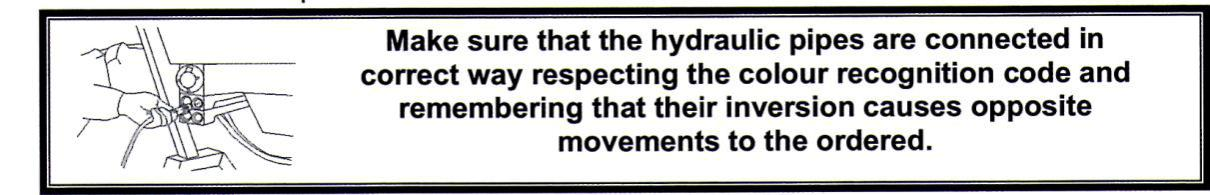 Make sure that the hydraulic pipes are connected in
correct way respecting the colour recognition code and
remembering that their inversion causes opposite
movements to the ordered.